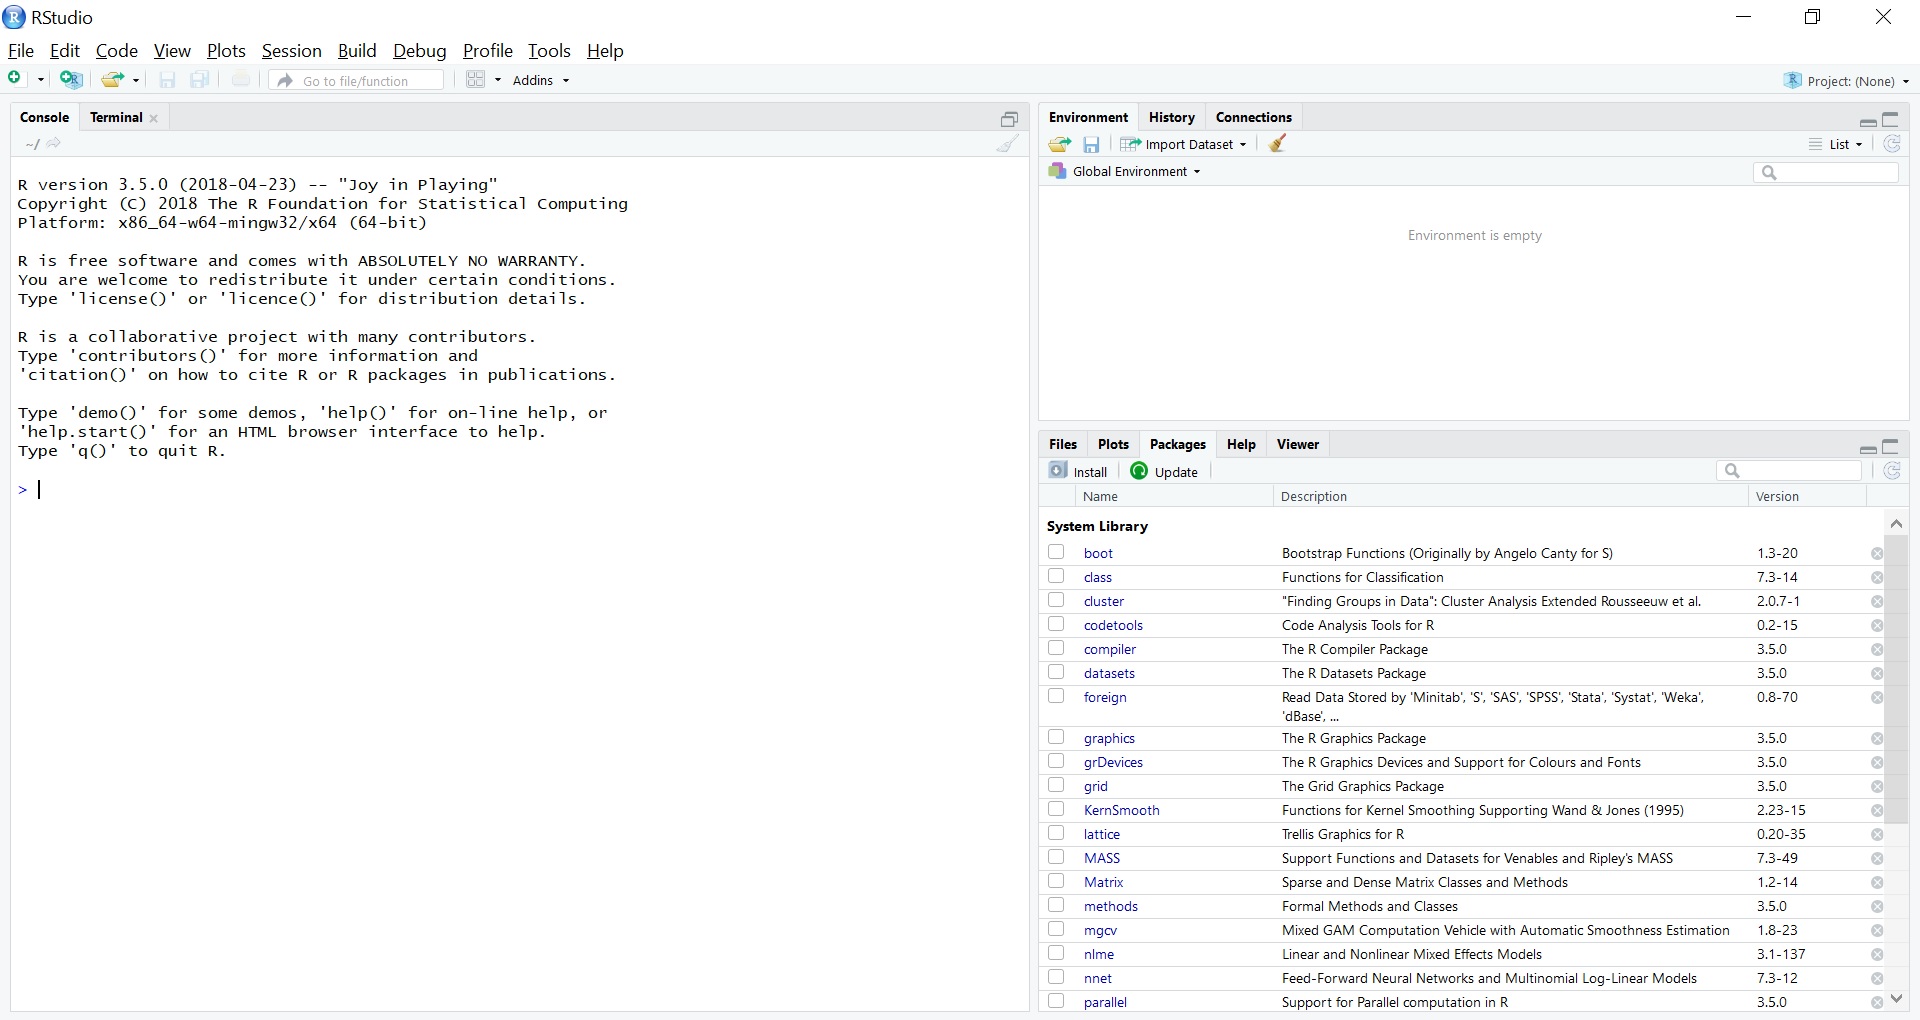 RStudio
File Edit Code View Plots Session Build Debug Profile Tools Help
Go to file/function Addins Project: (None)
Console Terminal
~/
R version 3.5.0 (2018-04-23) -- "Joy in Playing"
Copyright (C) 2018 The R Foundation for Statistical Computing
Platform: x86_64-w64-mingw32/x64 (64-bit)
R is free software and comes with ABSOLUTELY NO WARRANTY.
You are welcome to redistribute it under certain conditions.
Type 'license()' or 'licence()' for distribution details.
R is a collaborative project with many contributors.
Type 'contributors()' for more information and
'citation()' on how to cite R or R packages in publications.
Type 'demo()' for some demos, 'help()' for on-line help, or
'help.start()' for an HTML browser interface to help.
Type 'q()' to quit R.
>
Environment History Connections
Import Dataset List
Global Environment
Environment is empty
Files Plots Packages Help Viewer
Install Update
Name Description Version
System Library
boot Bootstrap Functions (Originally by Angelo Canty for S) 1.3-20
class Functions for Classification 7.3-14
cluster "Finding Groups in Data": Cluster Analysis Extended Rousseeuw et al. 2.0.7-1
codetools Code Analysis Tools for R 0.2-15
compiler The R Compiler Package 3.5.0
datasets The R Datasets Package 3.5.0
foreign Read Data Stored by 'Minitab', 'S', 'SAS', 'SPSS', 'Stata', 'Systat', 'Weka', 0.8-70
'dBase', ...
graphics The R Graphics Package 3.5.0
grDevices The R Graphics Devices and Support for Colours and Fonts 3.5.0
grid The Grid Graphics Package 3.5.0
KernSmooth Functions for Kernel Smoothing Supporting Wand & Jones (1995) 2.23-15
lattice Trellis Graphics for R 0.20-35
MASS Support Functions and Datasets for Venables and Ripley's MASS 7.3-49
Matrix Sparse and Dense Matrix Classes and Methods 1.2-14
methods Formal Methods and Classes 3.5.0
mgcv Mixed GAM Computation Vehicle with Automatic Smoothness Estimation 1.8-23
nlme Linear and Nonlinear Mixed Effects Models 3.1-137
nnet Feed-Forward Neural Networks and Multinomial Log-Linear Models 7.3-12
parallel Support for Parallel computation in R 3.5.0